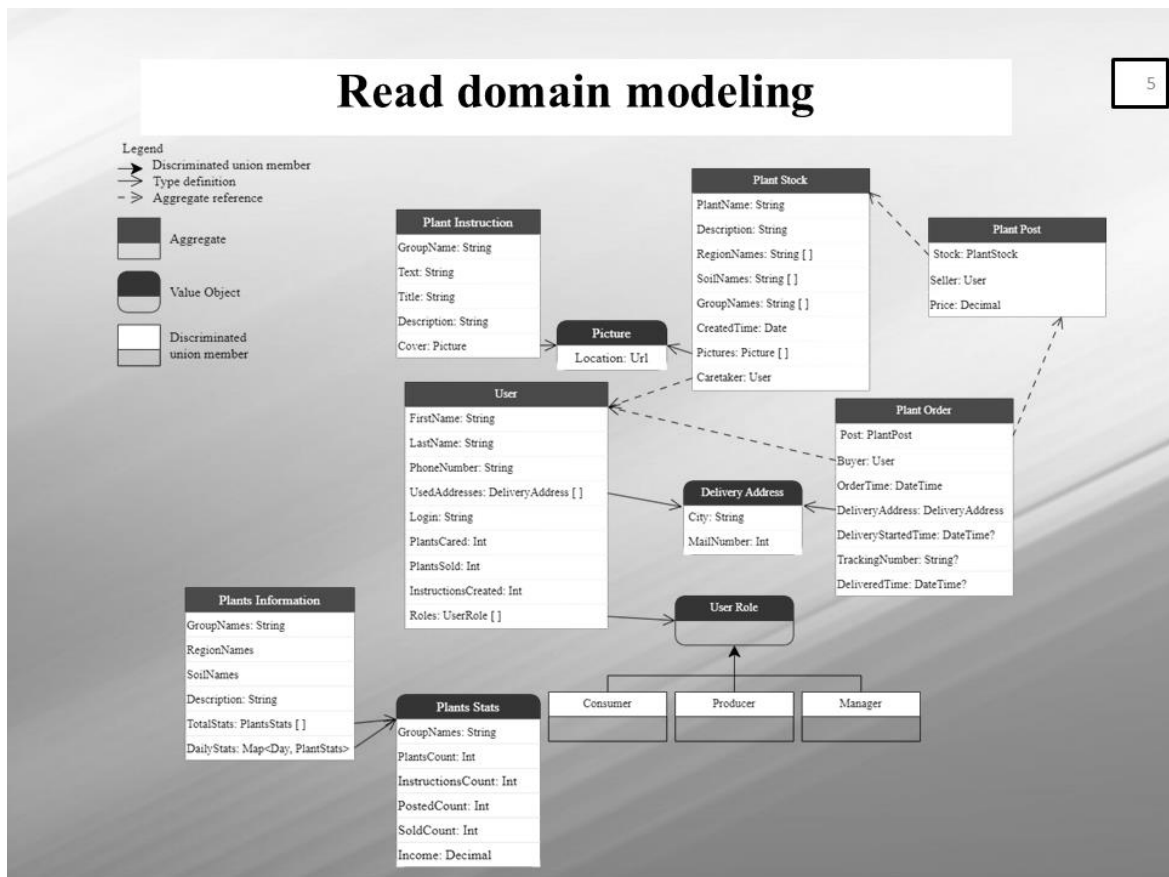 Read domain modeling
5
Legend
Discriminated union member
Type definition
Aggregate reference
Aggregate
Value Object
Discriminated
union member
Plant Instruction
GroupName: String
Text: String
Title: String
Description: String
Cover: Picture
Picture
Location: Url
Plant Stock
PlantName: String
Description: String
RegionNames: String [ ]
SoilNames: String [ ]
GroupNames: String [ ]
CreatedTime: Date
Pictures: Picture [ ]
Caretaker: User
Plant Post
Stock: PlantStock
Seller: User
Price: Decimal
User
FirstName: String
LastName: String
PhoneNumber: String
UsedAddresses: DeliveryAddress [ ]
Login: String
PlantsCared: Int
PlantsSold: Int
InstructionsCreated: Int
Roles: UserRole [ ]
Delivery Address
City: String
MailNumber: Int
Plant Order
Post: PlantPost
Buyer: User
OrderTime: DateTime
DeliveryAddress: DeliveryAddress
DeliveryStartedTime: DateTime?
TrackingNumber: String?
DeliveredTime: DateTime?
Plants Information
GroupNames: String
RegionNames
SoilNames
Description: String
TotalStats: PlantsStats [ ]
DailyStats: Map<Day, PlantStats>
Plants Stats
GroupNames: String
PlantsCount: Int
InstructionsCount: Int
PostedCount: Int
SoldCount: Int
Income: Decimal
User Role
Consumer
Producer
Manager